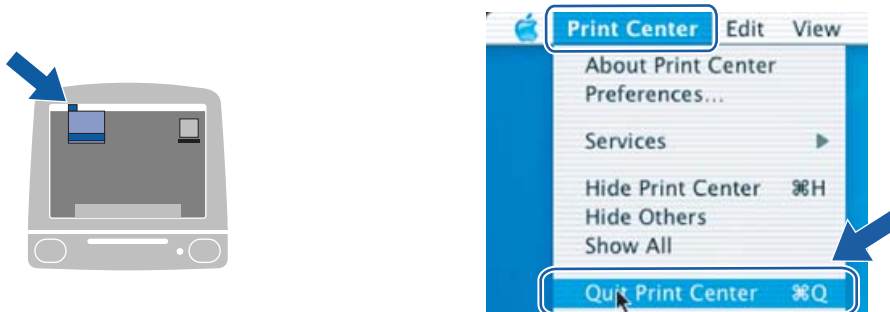 Print Center Edit View
About Print Center
Preferences...
Services
Hide Print Center ⌘H
Hide Others
Show All
Quit Print Center ⌘Q